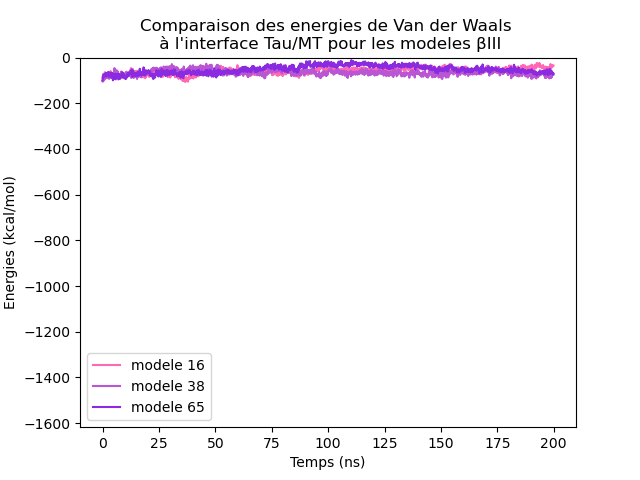 Comparaison des energies de Van der Waals
à l'interface Tau/MT pour les modeles βIII
Energies (kcal/mol)
0
−200
−400
−600
−800
−1000
−1200
−1400
−1600
modele 16
modele 38
modele 65
0 25 50 75 100 125 150 175 200
Temps (ns)